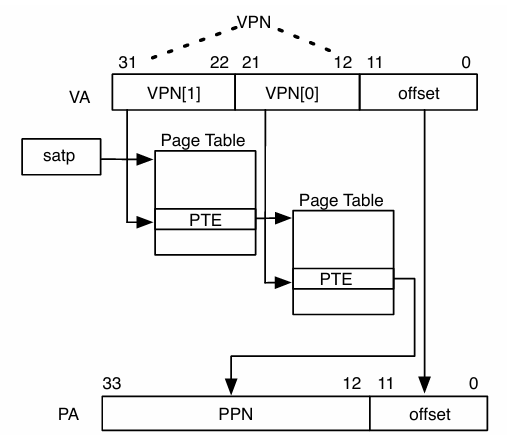 VPN
31 22 21 12 11 0
VA VPN[1] VPN[0] offset
satp
Page Table
PTE
Page Table
PTE
33 12 11 0
PA PPN offset